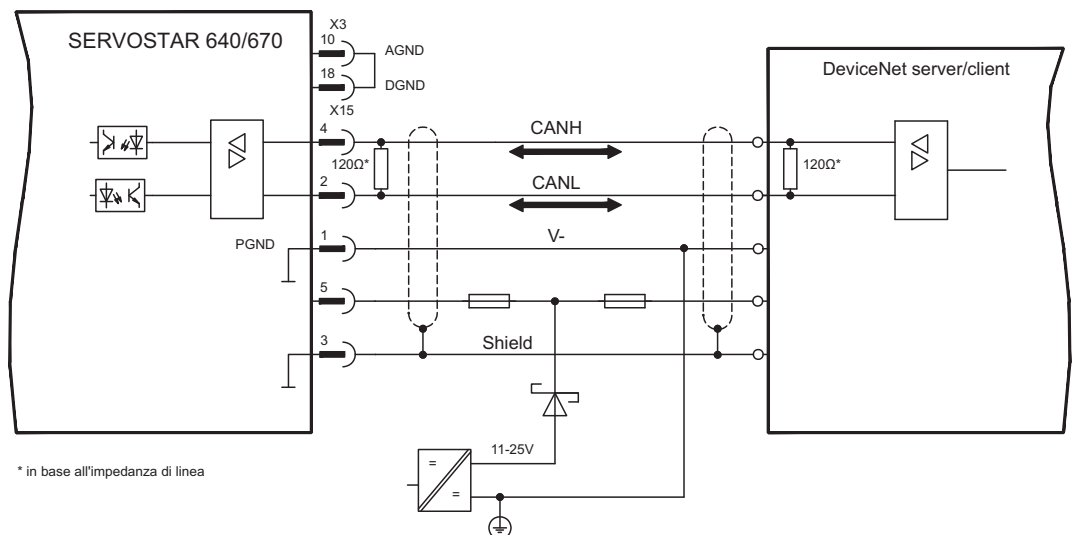 SERVOSTAR 640/670
X3
10
AGND
18
DGND
X15
4
120Ω*
2
PGND
1
5
3
CANH
CANL
V-
Shield
11-25V
=
=
DeviceNet server/client
120Ω*
* in base all'impedanza di linea